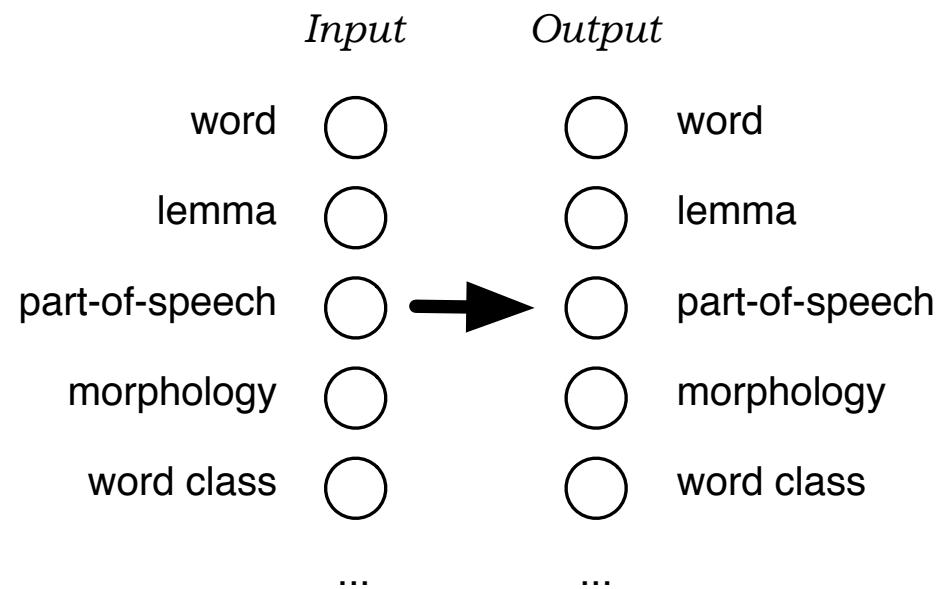 Input Output
word word
lemma lemma
part-of-speech part-of-speech
morphology morphology
word class word class
... ...